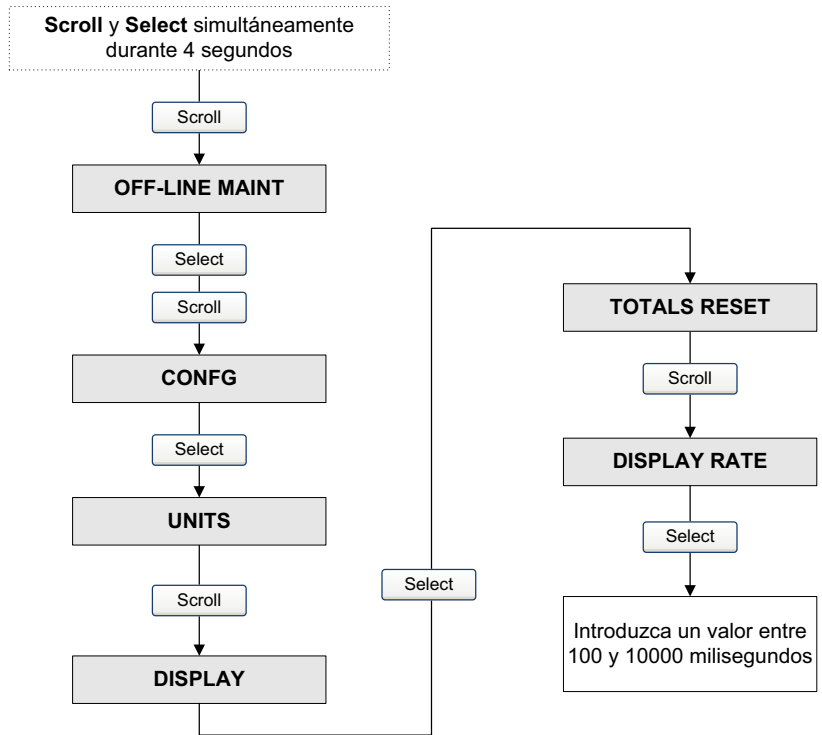 Scroll y Select simultáneamente
durante 4 segundos
Scroll
OFF-LINE MAINT
Select
Scroll
CONFG
Select
UNITS
Scroll
DISPLAY
Select
TOTALS RESET
Scroll
DISPLAY RATE
Select
Introduzca un valor entre
100 y 10000 milisegundos